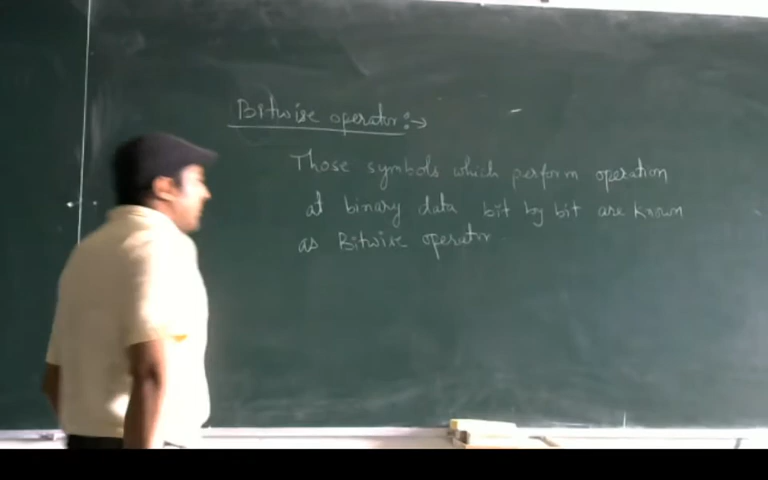 Bitwise operator :→
Those symbols which perform operation
at binary data bit by bit are known
as Bitwise operator